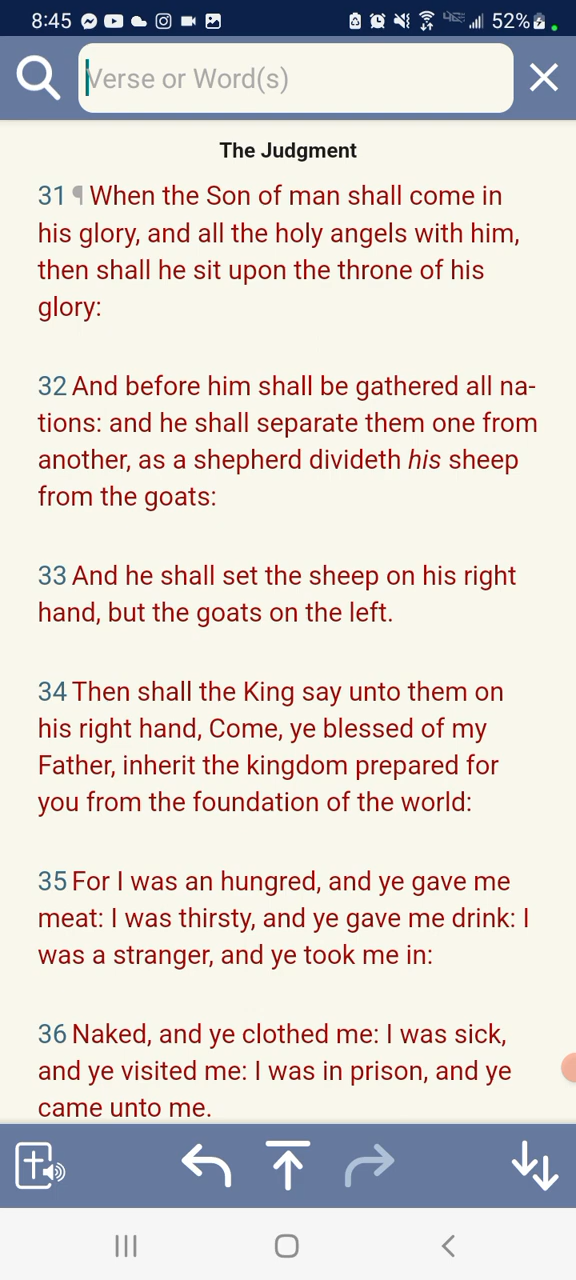 8:45
52%
Verse or Word(s)
The Judgment
31 ¶ When the Son of man shall come in
his glory, and all the holy angels with him,
then shall he sit upon the throne of his
glory:
32 And before him shall be gathered all na-
tions: and he shall separate them one from
another, as a shepherd divideth his sheep
from the goats:
33 And he shall set the sheep on his right
hand, but the goats on the left.
34 Then shall the King say unto them on
his right hand, Come, ye blessed of my
Father, inherit the kingdom prepared for
you from the foundation of the world:
35 For I was an hungred, and ye gave me
meat: I was thirsty, and ye gave me drink: I
was a stranger, and ye took me in:
36 Naked, and ye clothed me: I was sick,
and ye visited me: I was in prison, and ye
came unto me.